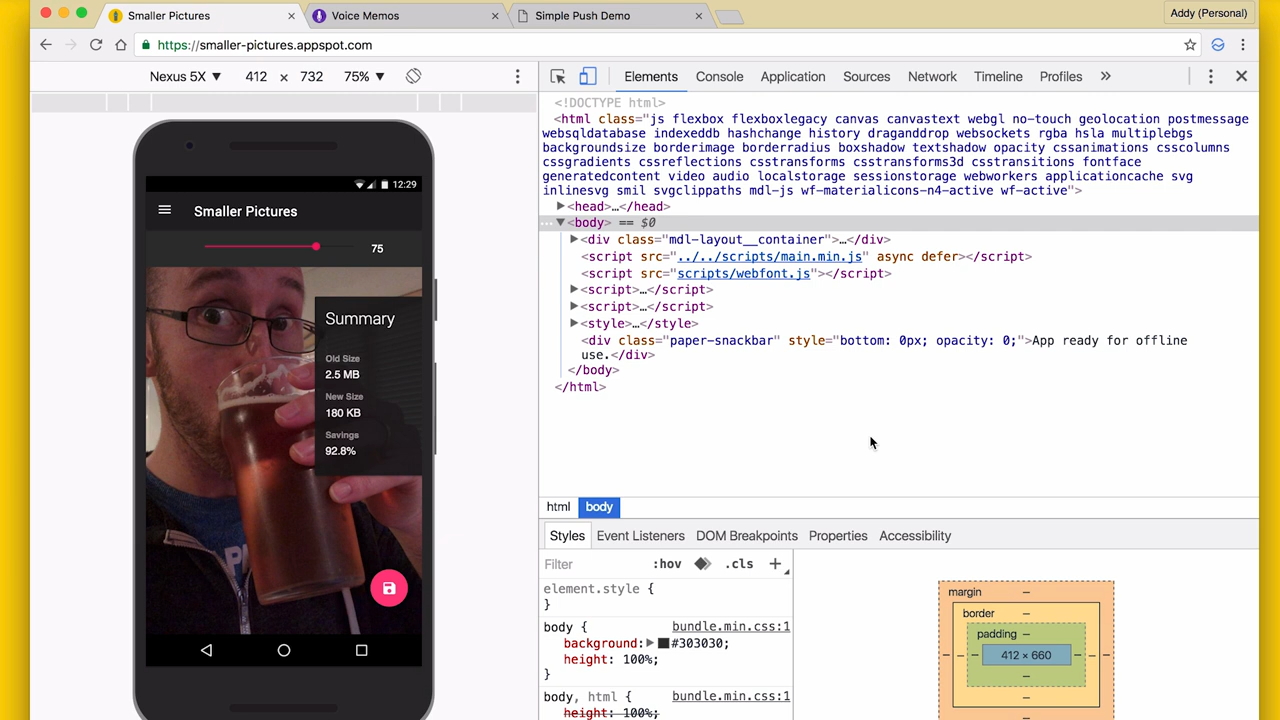 Smaller Pictures
Voice Memos
Simple Push Demo
Addy (Personal)
https://smaller-pictures.appspot.com
Nexus 5X ▼ 412 × 732 75% ▼
Elements Console Application Sources Network Timeline Profiles »
12:29
Smaller Pictures
75
Summary
Old Size
2.5 MB
New Size
180 KB
Savings
92.8%
<!DOCTYPE html>
<html class="js flexbox flexboxlegacy canvas canvastext webgl no-touch geolocation postmessage
websqldatabase indexeddb hashchange history draganddrop websockets rgba hsla multiplebgs
backgroundsize borderimage borderradius boxshadow textshadow opacity cssanimations csscolumns
cssgradients cssreflections csstransforms csstransforms3d csstransitions fontface
generatedcontent video audio localstorage sessionstorage webworkers applicationcache svg
inlinesvg smil svgclippaths mdl-js wf-materialicons-n4-active wf-active">
▶<head>…</head>
…▼<body> == $0
▶<div class="mdl-layout__container">…</div>
<script src="../../scripts/main.min.js" async defer></script>
<script src="scripts/webfont.js"></script>
▶<script>…</script>
▶<script>…</script>
▶<style>…</style>
<div class="paper-snackbar" style="bottom: 0px; opacity: 0;">App ready for offline
use.</div>
</body>
</html>
html body
Styles Event Listeners DOM Breakpoints Properties Accessibility
Filter :hov .cls +
element.style {
}
body { bundle.min.css:1
background:▶#303030;
height: 100%;
}
body, html { bundle.min.css:1
height: 100%;
margin –
border –
padding –
– – – 412 × 660 – – –
–
–
–